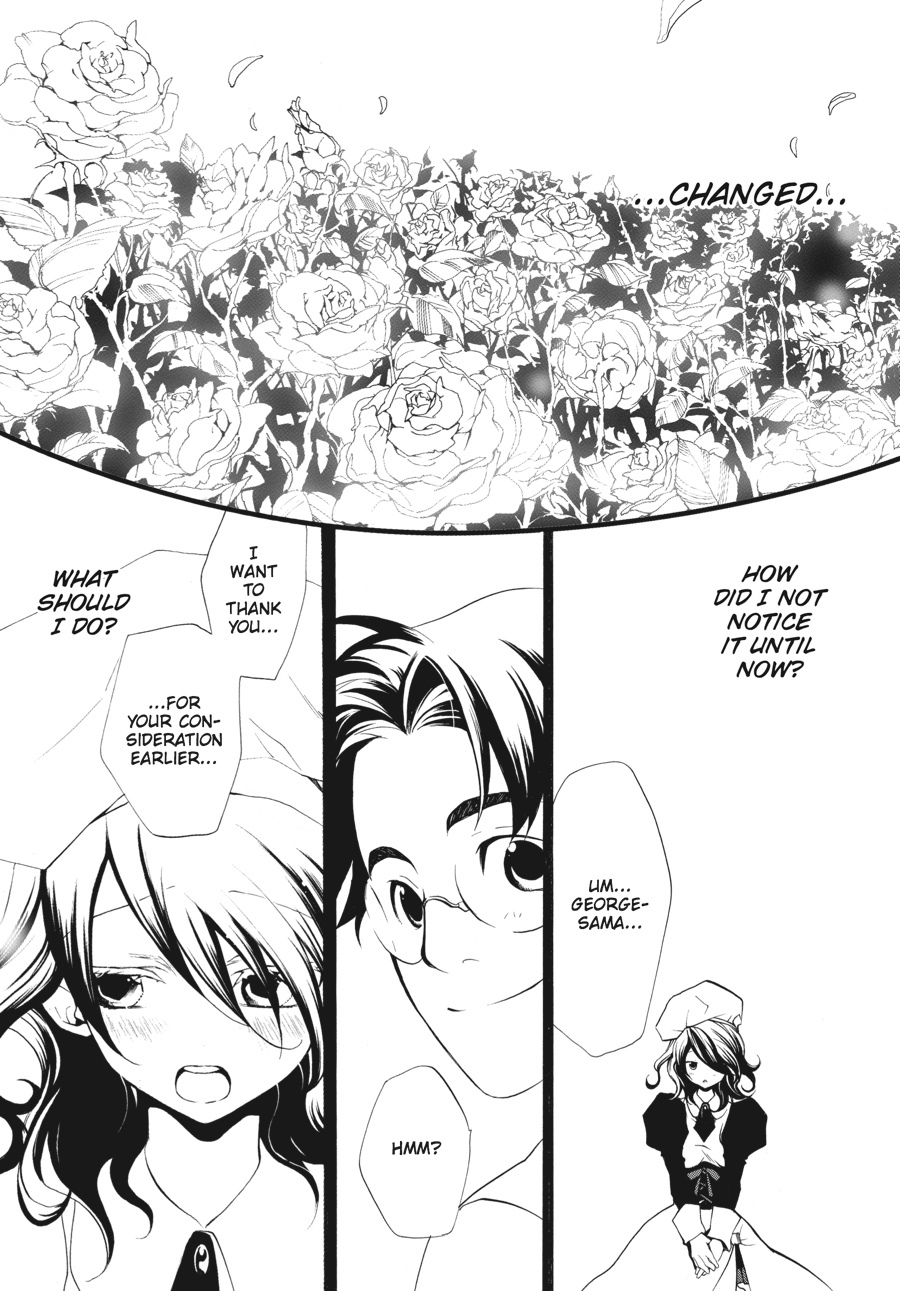 ...CHANGED...
HOW
DID I NOT
NOTICE
IT UNTIL
NOW?
UM...
GEORGE-
SAMA...
HMM?
I
WANT
TO
THANK
YOU...
...FOR
YOUR CON-
SIDERATION
EARLIER...
WHAT
SHOULD
I DO?